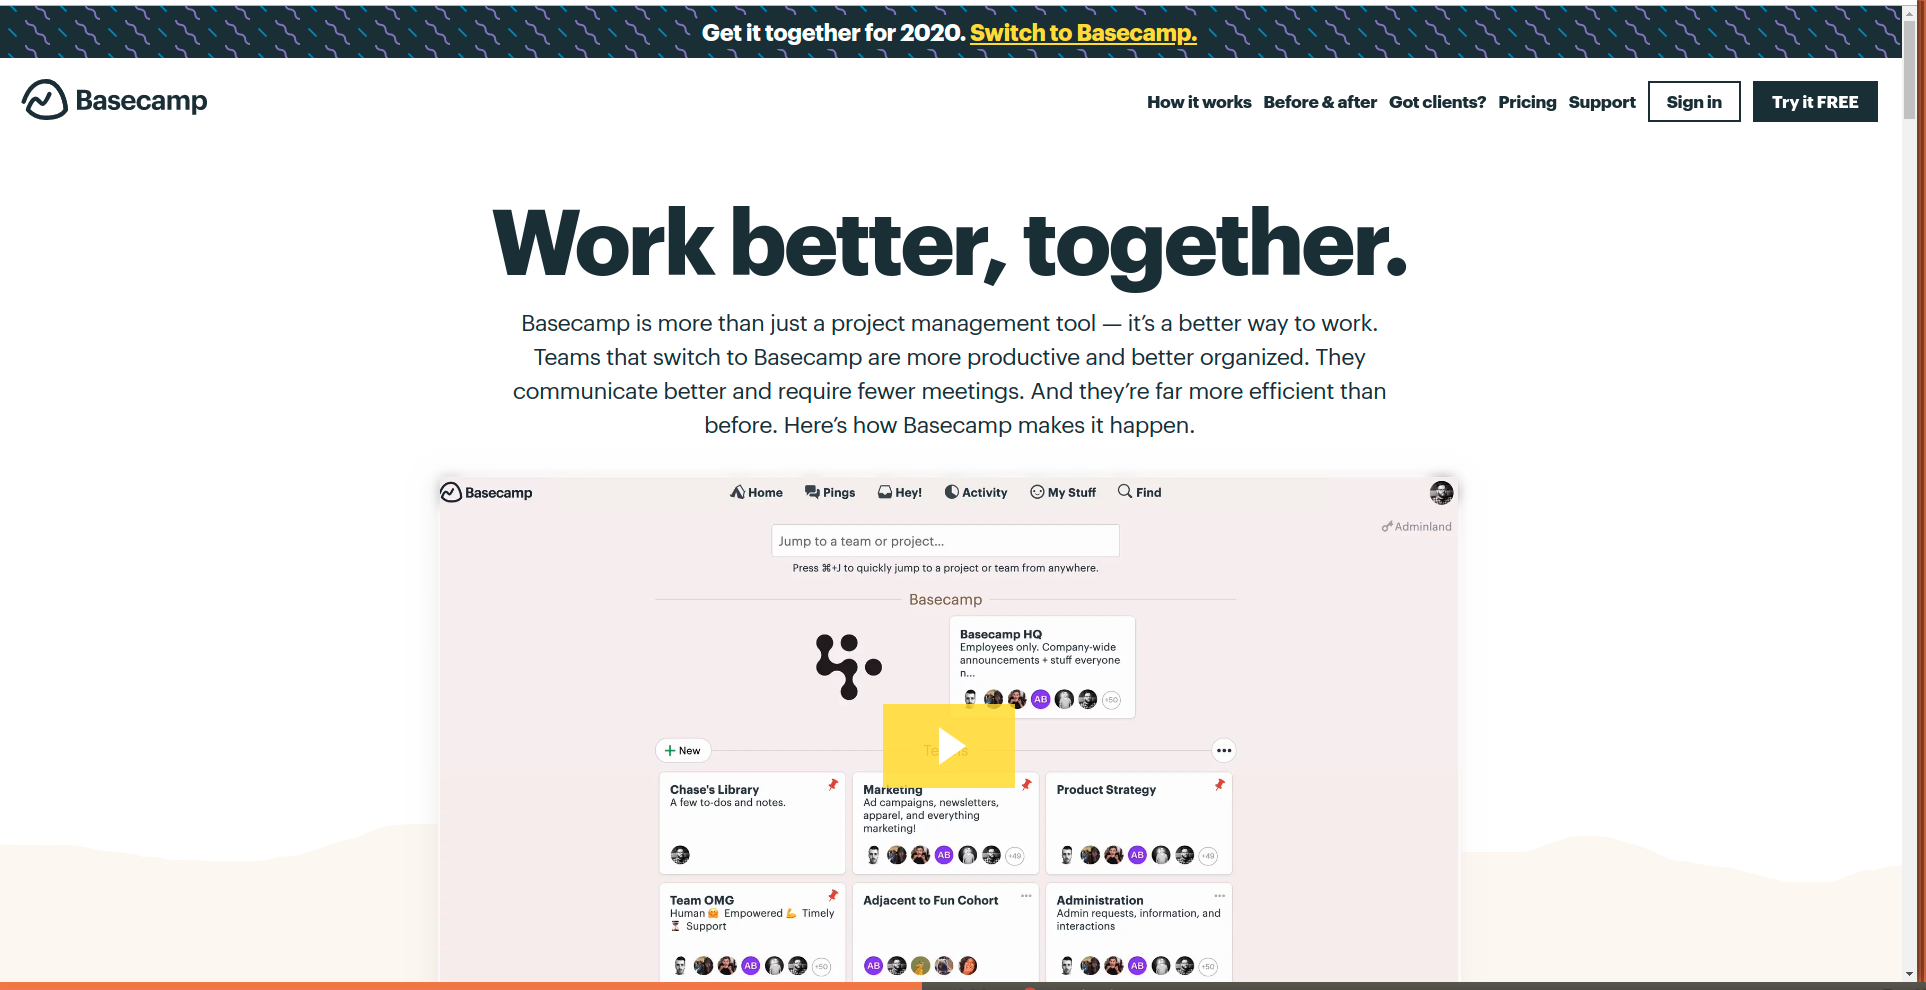 Get it together for 2020. Switch to Basecamp.
Basecamp
How it works Before & after Got clients? Pricing Support Sign in Try it FREE
Work better, together.
Basecamp is more than just a project management tool — it's a better way to work.
Teams that switch to Basecamp are more productive and better organized. They
communicate better and require fewer meetings. And they're far more efficient than
before. Here's how Basecamp makes it happen.
Basecamp
Home Pings Hey! Activity My Stuff Find
Adminland
Jump to a team or project...
Press ⌘+J to quickly jump to a project or team from anywhere.
Basecamp
Basecamp HQ
Employees only. Company-wide
announcements + stuff everyone
n...
AB +50
+ New
Chase's Library
A few to-dos and notes.
Marketing
Ad campaigns, newsletters,
apparel, and everything
marketing!
AB +49
Product Strategy
AB +49
Team OMG
Human 🤗 Empowered 💪 Timely
⏳ Support
AB +50
Adjacent to Fun Cohort
AB
Administration
Admin requests, information, and
interactions
AB +50